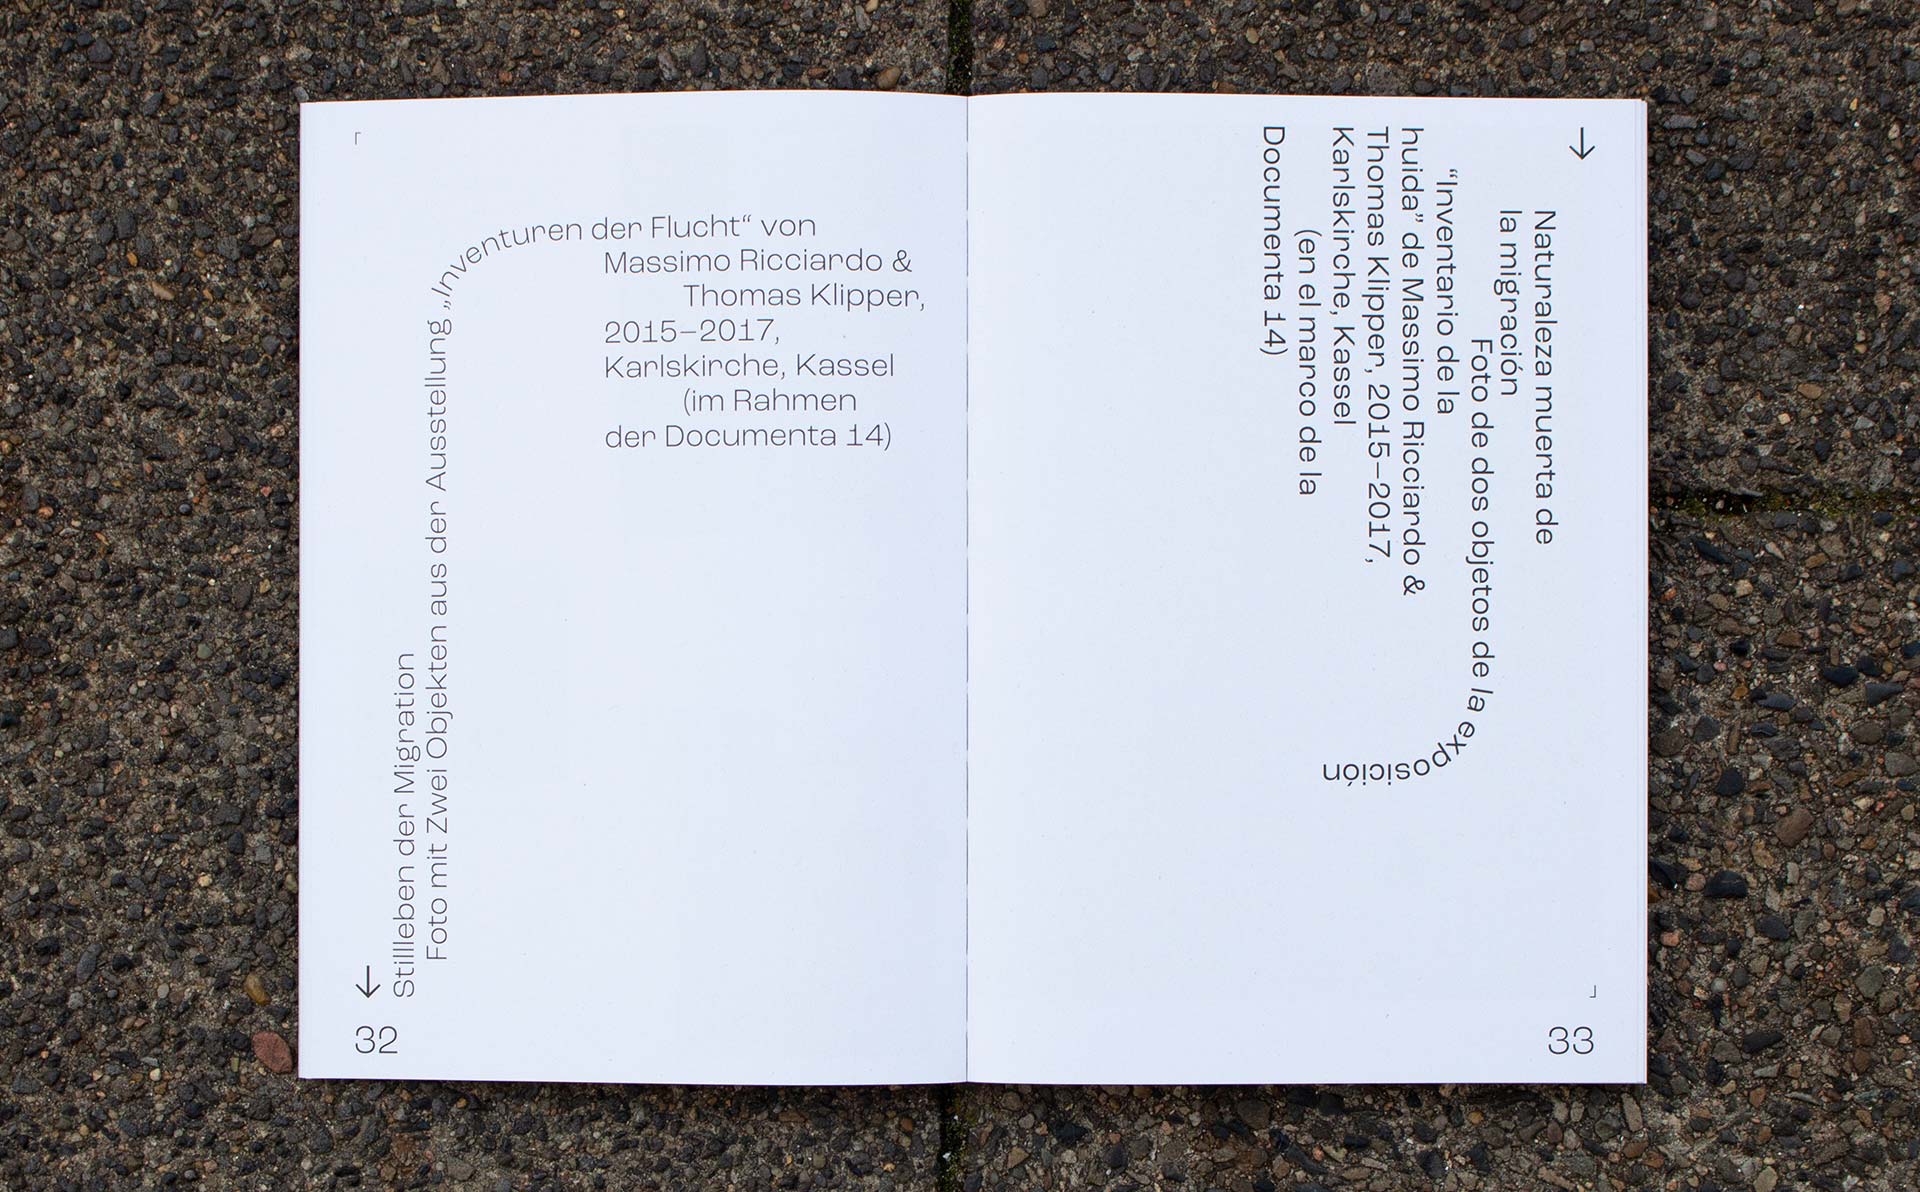 ↓
Stillleben der Migration
Foto mit Zwei Objekten aus der Ausstellung „Inventuren der Flucht“ von
Massimo Ricciardo &
Thomas Klipper,
2015–2017,
Karlskirche, Kassel
(im Rahmen
der Documenta 14)
32
↓
Naturaleza muerta de
la migración
Foto de dos objetos de la exposición
“Inventario de la
huida” de Massimo Ricciardo &
Thomas Klipper, 2015–2017,
Karlskirche, Kassel
(en el marco de la
Documenta 14)
33